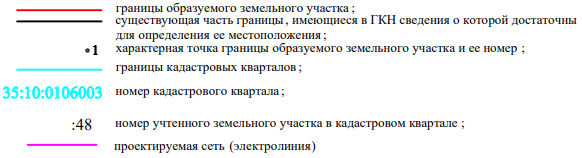 границы образуемого земельного участка ;
существующая часть границы, имеющиеся в ГКН сведения о которой достаточны
для определения ее местоположения ;
•1 характерная точка границы образуемого земельного участка и ее номер ;
границы кадастровых кварталов ;
35:10:0106003 номер кадастрового квартала ;
:48 номер учтенного земельного участка в кадастровом квартале ;
проектируемая сеть (электролиния)